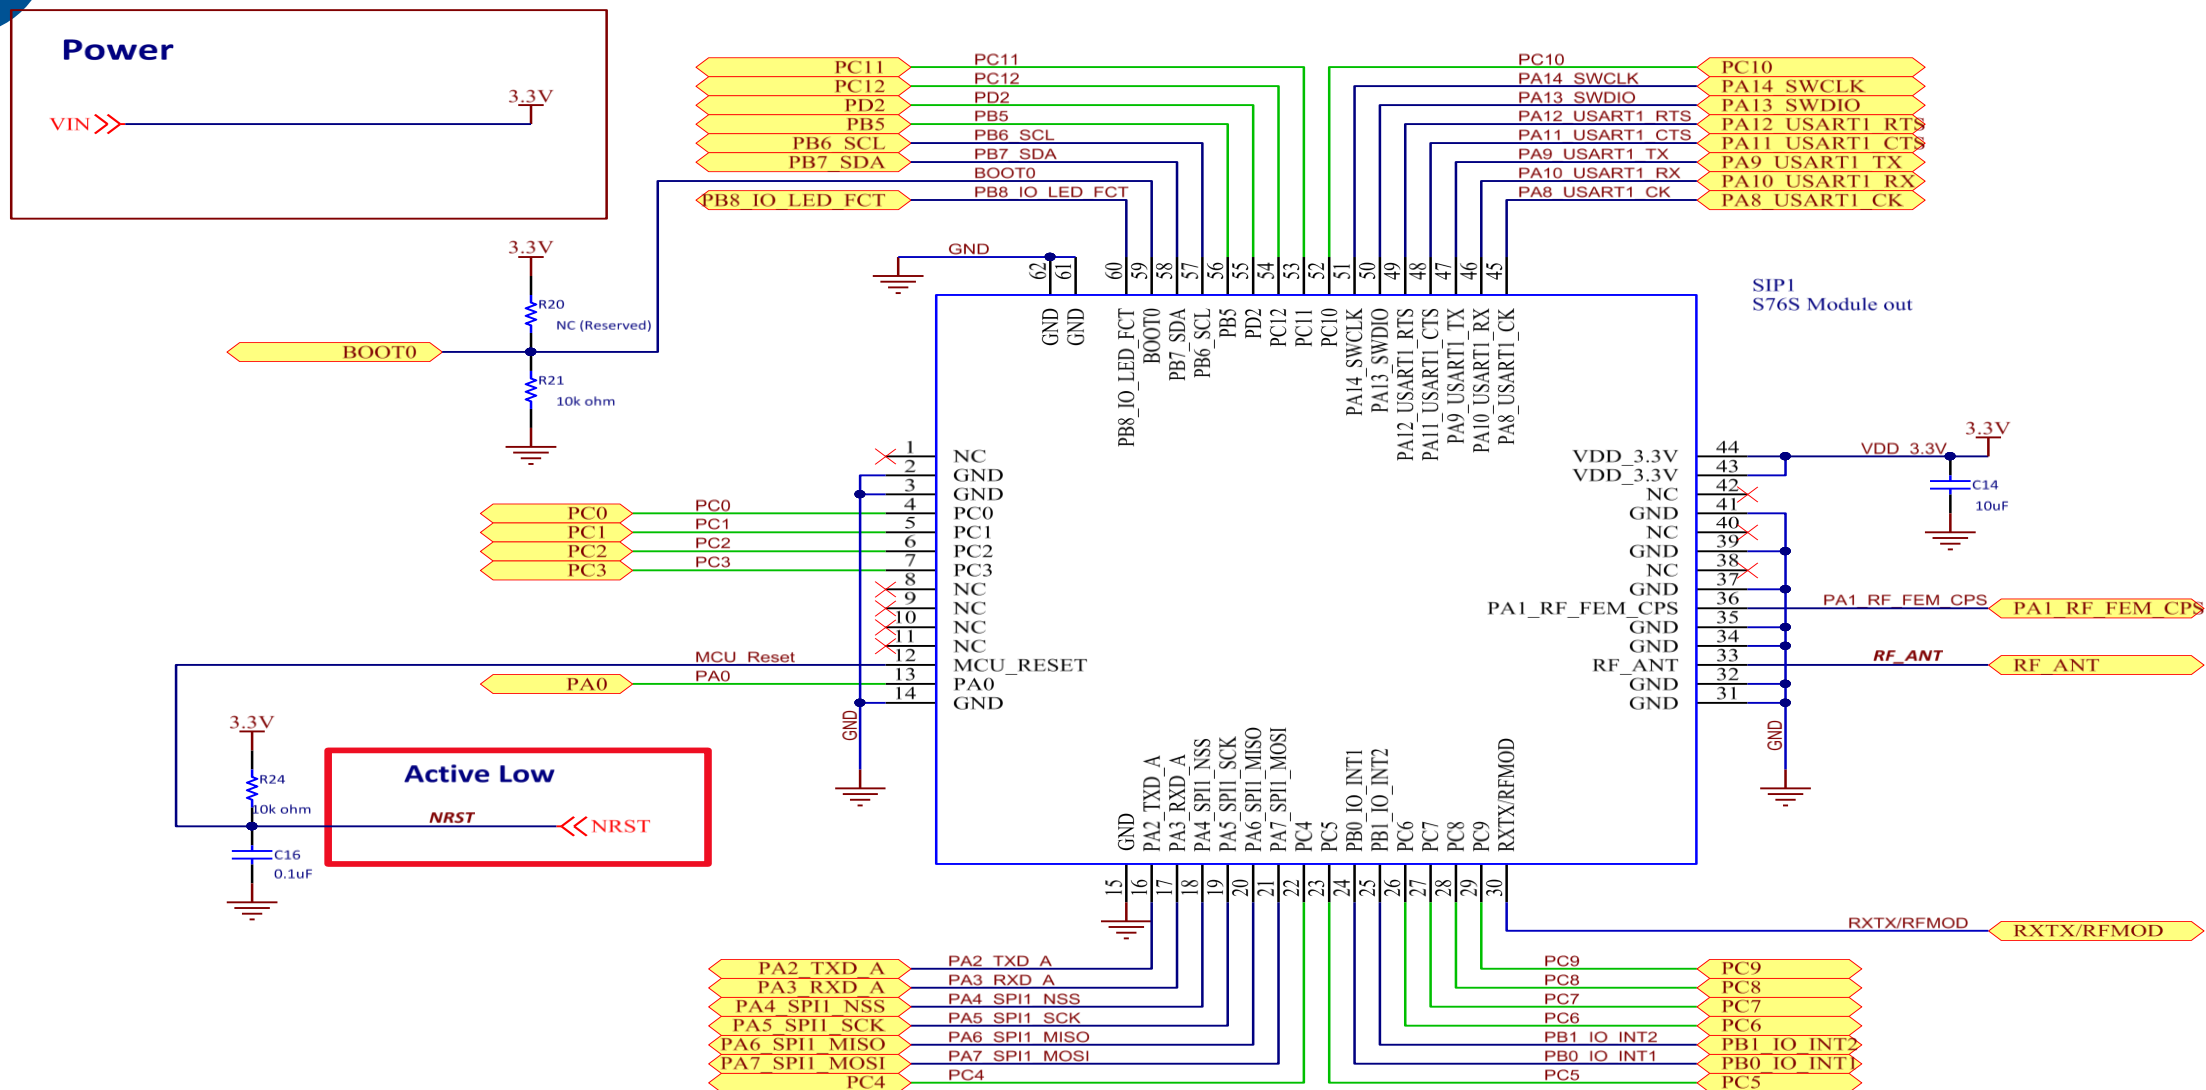 Power
3.3V
VIN
PC11
PC12
PD2
PB5
PB6_SCL
PB7_SDA
PB8_IO_LED_FCT
PC11
PC12
PD2
PB5
PB6_SCL
PB7_SDA
BOOT0
PB8_IO_LED_FCT
PC10
PA14_SWCLK
PA13_SWDIO
PA12_USART1_RTS
PA11_USART1_CTS
PA9_USART1_TX
PA10_USART1_RX
PA8_USART1_CK
PC10
PA14_SWCLK
PA13_SWDIO
PA12_USART1_RTS
PA11_USART1_CTS
PA9_USART1_TX
PA10_USART1_RX
PA8_USART1_CK
3.3V
R20
NC (Reserved)
BOOT0
R21
10k ohm
GND
62
61
60
59
58
57
56
55
54
53
52
51
50
49
48
47
46
45
GND
GND
PB8_IO_LED_FCT
BOOT0
PB7_SDA
PB6_SCL
PB5
PD2
PC12
PC11
PC10
PA14_SWCLK
PA13_SWDIO
PA12_USART1_RTS
PA11_USART1_CTS
PA9_USART1_TX
PA10_USART1_RX
PA8_USART1_CK
SIP1
S76S Module out
1 NC
2 GND
3 GND
PC0 PC0 4 PC0
PC1 PC1 5 PC1
PC2 PC2 6 PC2
PC3 PC3 7 PC3
8 NC
9 NC
10 NC
11 NC
MCU_Reset 12 MCU_RESET
PA0 PA0 13 PA0
14 GND
GND
VDD_3.3V 44 VDD_3.3V 3.3V
VDD_3.3V 43
NC 42
C14
10uF
GND 41
NC 40
GND 39
NC 38
GND 37
PA1_RF_FEM_CPS 36 PA1_RF_FEM_CPS PA1_RF_FEM_CPS
GND 35
GND 34
RF_ANT 33 RF_ANT RF_ANT
GND 32
GND 31
GND
3.3V
R24
10k ohm
C16
0.1uF
Active Low
NRST
NRST
GND
PA2_TXD_A
PA3_RXD_A
PA4_SPI1_NSS
PA5_SPI1_SCK
PA6_SPI1_MISO
PA7_SPI1_MOSI
PC4
PC5
PB0_IO_INT1
PB1_IO_INT2
PC6
PC7
PC8
PC9
RXTX/RFMOD
15
16
17
18
19
20
21
22
23
24
25
26
27
28
29
30
RXTX/RFMOD RXTX/RFMOD
PA2_TXD_A PA2_TXD_A
PA3_RXD_A PA3_RXD_A
PA4_SPI1_NSS PA4_SPI1_NSS
PA5_SPI1_SCK PA5_SPI1_SCK
PA6_SPI1_MISO PA6_SPI1_MISO
PA7_SPI1_MOSI PA7_SPI1_MOSI
PC4 PC4
PC9 PC9
PC8 PC8
PC7 PC7
PC6 PC6
PB1_IO_INT2 PB1_IO_INT2
PB0_IO_INT1 PB0_IO_INT1
PC5 PC5